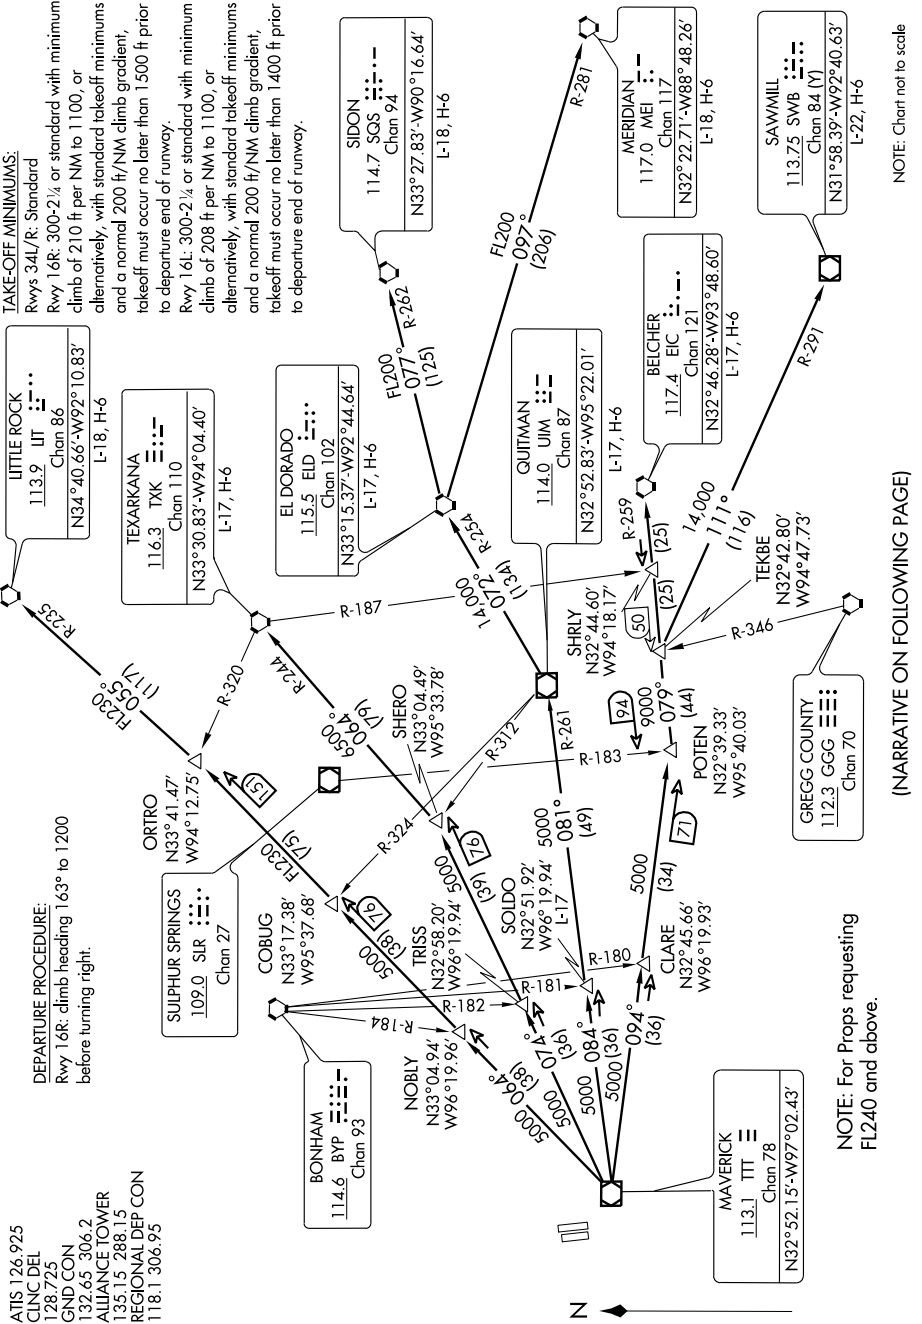 ATIS 126.925
CLNC DEL
128.725
GND CON
132.65 306.2
ALLIANCE TOWER
135.15 288.15
REGIONAL DEP CON
118.1 306.95
DEPARTURE PROCEDURE:
Rwy 16R: climb heading 163° to 1200
before turning right.
TAKE-OFF MINIMUMS:
Rwys 34L/R: Standard
Rwy 16R: 300-2¼ or standard with minimum
climb of 210 ft per NM to 1100, or
alternatively, with standard takeoff minimums
and a normal 200 ft/NM climb gradient,
takeoff must occur no later than 1500 ft prior
to departure end of runway.
Rwy 16L: 300-2¼ or standard with minimum
climb of 208 ft per NM to 1100, or
alternatively, with standard takeoff minimums
and a normal 200 ft/NM climb gradient,
takeoff must occur no later than 1400 ft prior
to departure end of runway.
LITTLE ROCK
113.9 LIT
Chan 86
N34°40.66′-W92°10.83′
L-18, H-6
TEXARKANA
116.3 TXK
Chan 110
N33°30.83′-W94°04.40′
L-17, H-6
EL DORADO
115.5 ELD
Chan 102
N33°15.37′-W92°44.64′
L-17, H-6
SIDON
114.7 SQS
Chan 94
N33°27.83′-W90°16.64′
L-18, H-6
MERIDIAN
117.0 MEI
Chan 117
N32°22.71′-W88°48.26′
L-18, H-6
SAWMILL
113.75 SWB
Chan 84 (Y)
N31°58.39′-W92°40.63′
L-22, H-6
QUITMAN
114.0 UIM
Chan 87
N32°52.83′-W95°22.01′
L-17, H-6
BELCHER
117.4 EIC
Chan 121
N32°46.28′-W93°48.60′
L-17, H-6
SULPHUR SPRINGS
109.0 SLR
Chan 27
BONHAM
114.6 BYP
Chan 93
GREGG COUNTY
112.3 GGG
Chan 70
MAVERICK
113.1 TTT
Chan 78
N32°52.15′-W97°02.43′
ORTRO
N33°41.47′
W94°12.75′
COBUG
N33°17.38′
W95°37.68′
NOBLY
N33°04.94′
W96°19.96′
TRISS
N32°58.20′
W96°19.94′
SHERO
N33°04.49′
W95°33.78′
SOLDO
N32°51.92′
W96°19.94′
L-17
CLARE
N32°45.66′
W96°19.93′
POTEN
N32°39.33′
W95°40.03′
SHRLY
N32°44.60′
W94°18.17′
TEKBE
N32°42.80′
W94°47.73′
5000 064°
(38)
5000
(38)
76
FL230
(75)
151
FL230
055°
(117)
R-235
5000 074°
(36)
5000
(39)
76
6500
064°
(79)
R-244
5000 084°
(36)
5000
081°
(49)
R-261
14,000
072°
(134)
R-254
FL200
077°
(125)
R-262
FL200
097°
(206)
R-281
5000 094°
(36)
5000
(34)
71
94
9000
079°
(44)
50
(25)
(25)
R-259
14,000
111°
(116)
R-291
R-184
R-182
R-181
R-180
R-324
R-312
R-183
R-320
R-187
R-346
N
NOTE: For Props requesting
FL240 and above.
NOTE: Chart not to scale
(NARRATIVE ON FOLLOWING PAGE)